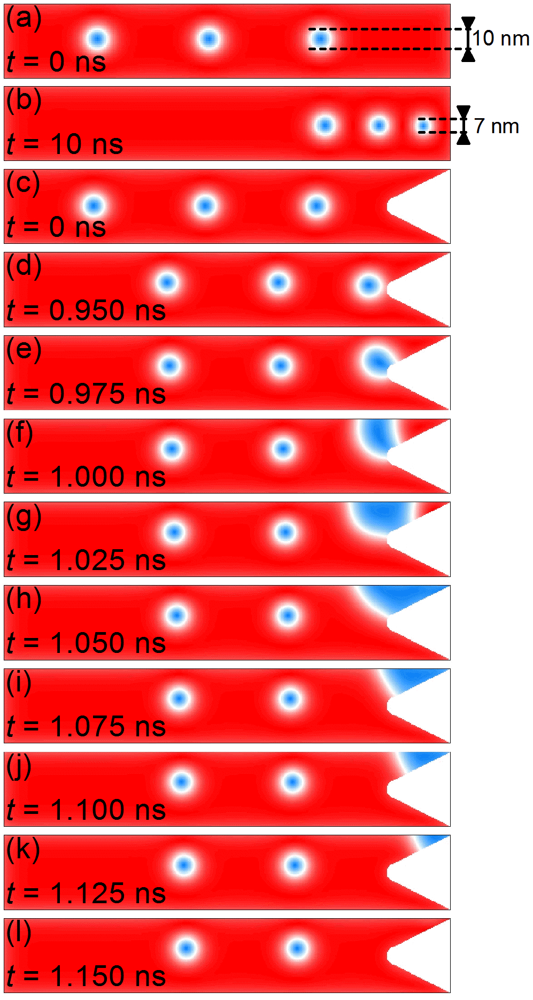 (a)
10 nm
t = 0 ns
(b)
7 nm
t = 10 ns
(c)
t = 0 ns
(d)
t = 0.950 ns
(e)
t = 0.975 ns
(f)
t = 1.000 ns
(g)
t = 1.025 ns
(h)
t = 1.050 ns
(i)
t = 1.075 ns
(j)
t = 1.100 ns
(k)
t = 1.125 ns
(l)
t = 1.150 ns